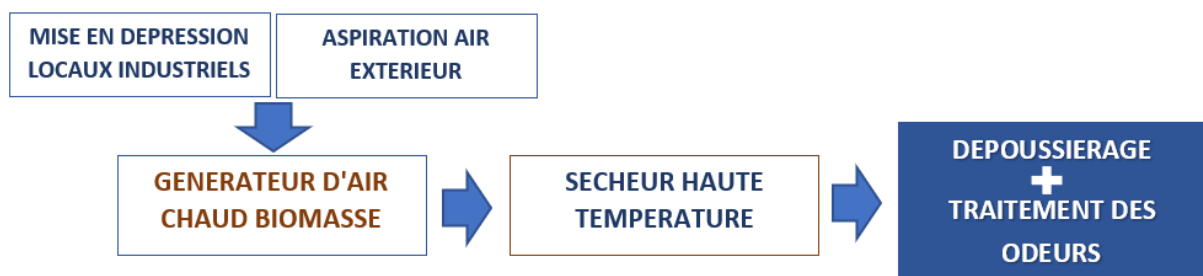 MISE EN DEPRESSION
LOCAUX INDUSTRIELS
ASPIRATION AIR
EXTERIEUR
GENERATEUR D'AIR
CHAUD BIOMASSE
SECHEUR HAUTE
TEMPERATURE
DEPOUSSIERAGE
+
TRAITEMENT DES
ODEURS